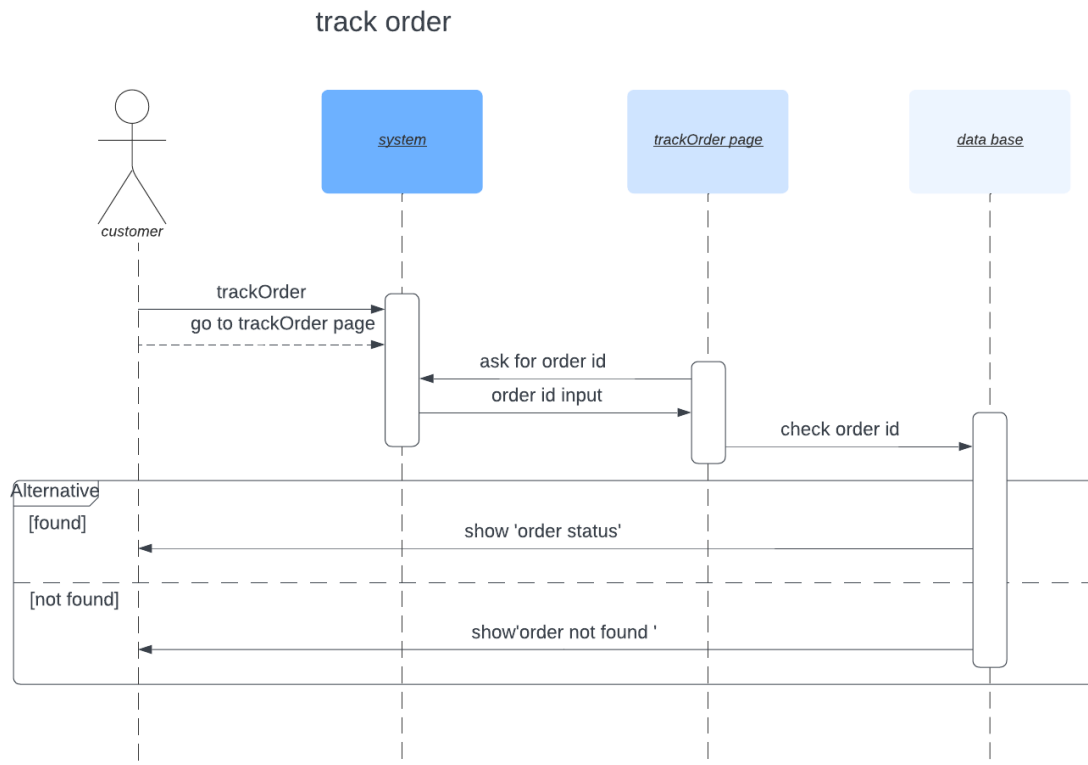 track order
system
trackOrder page
data base
customer
trackOrder
go to trackOrder page
ask for order id
order id input
check order id
Alternative
[found]
show 'order status'
[not found]
show'order not found '